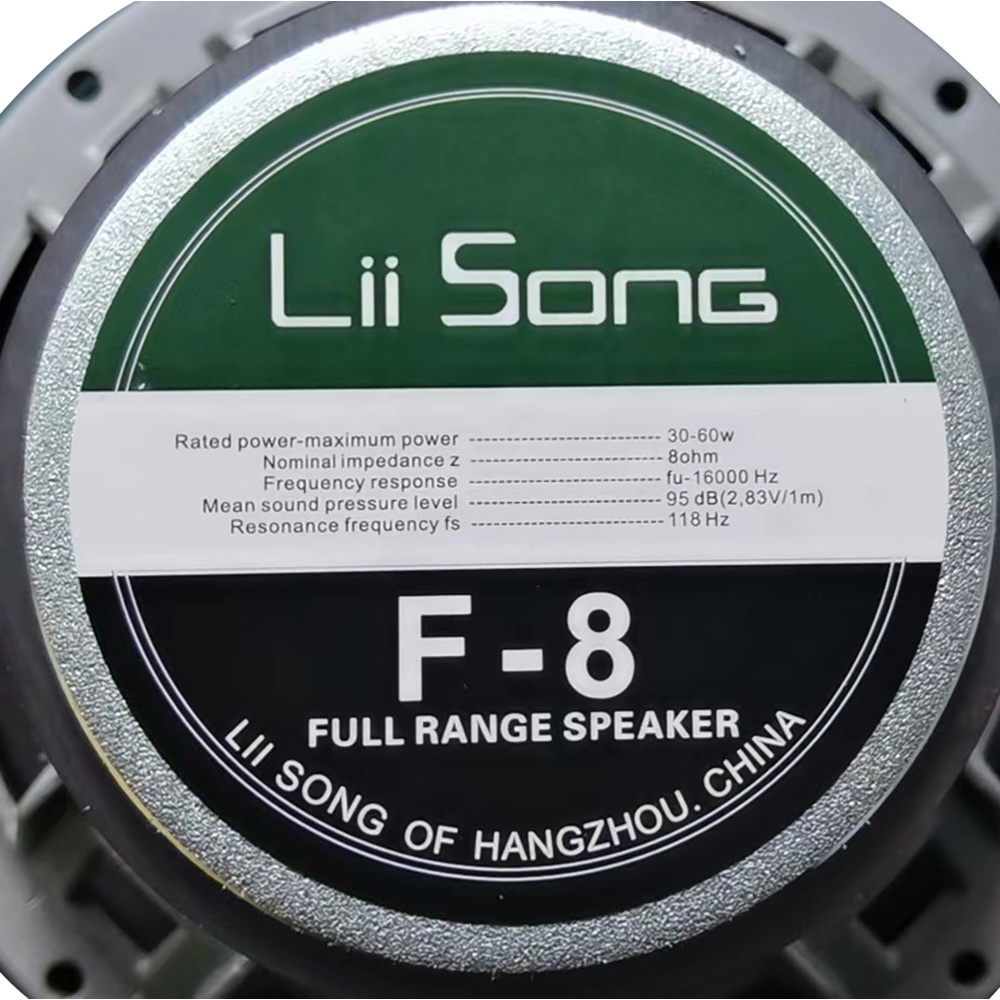 Lii Song
Rated power-maximum power ---------------------------- 30-60w
Nominal impedance z ---------------------------- 8ohm
Frequency response ---------------------------- fu-16000 Hz
Mean sound pressure level ---------------------------- 95 dB(2,83V/1m)
Resonance frequency fs ---------------------------- 118 Hz
F-8
FULL RANGE SPEAKER
LII SONG OF HANGZHOU. CHINA